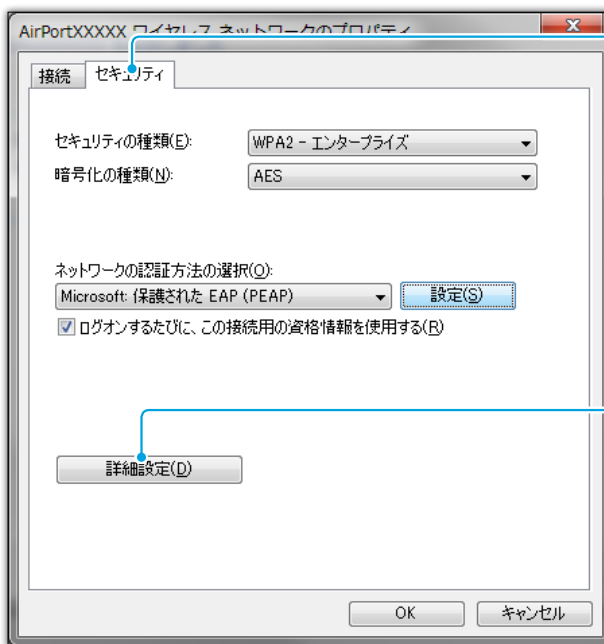 AirPortXXXXX ワイヤレス ネットワークのプロパティ
接続 セキュリティ
セキュリティの種類(E): WPA2 - エンタープライズ
暗号化の種類(N): AES
ネットワークの認証方法の選択(O):
Microsoft: 保護された EAP (PEAP) 設定(S)
ログオンするたびに、この接続用の資格情報を使用する(R)
詳細設定(D)
OK キャンセル